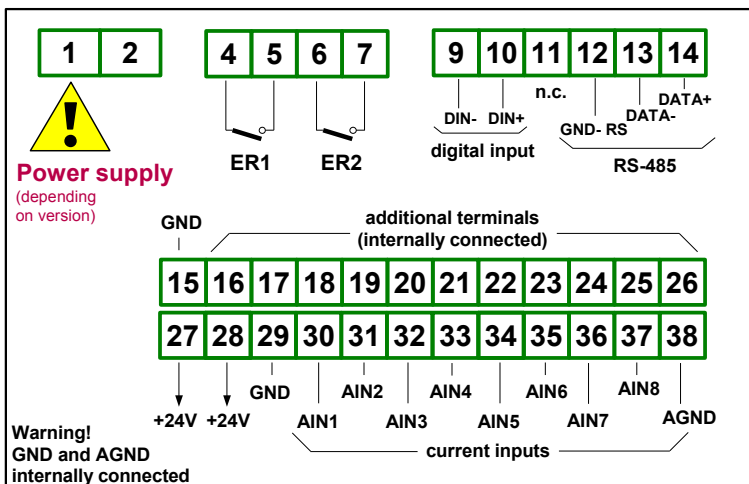 1 2 4 5 6 7 9 10 11 12 13 14
n.c.
DIN- DIN+ GND- RS DATA- DATA+
digital input
ER1 ER2
RS-485
!
Power supply
(depending
on version)
GND
additional terminals
(internally connected)
15 16 17 18 19 20 21 22 23 24 25 26
27 28 29 30 31 32 33 34 35 36 37 38
GND AIN2 AIN4 AIN6 AIN8
+24V +24V AIN1 AIN3 AIN5 AIN7 AGND
current inputs
Warning!
GND and AGND
internally connected